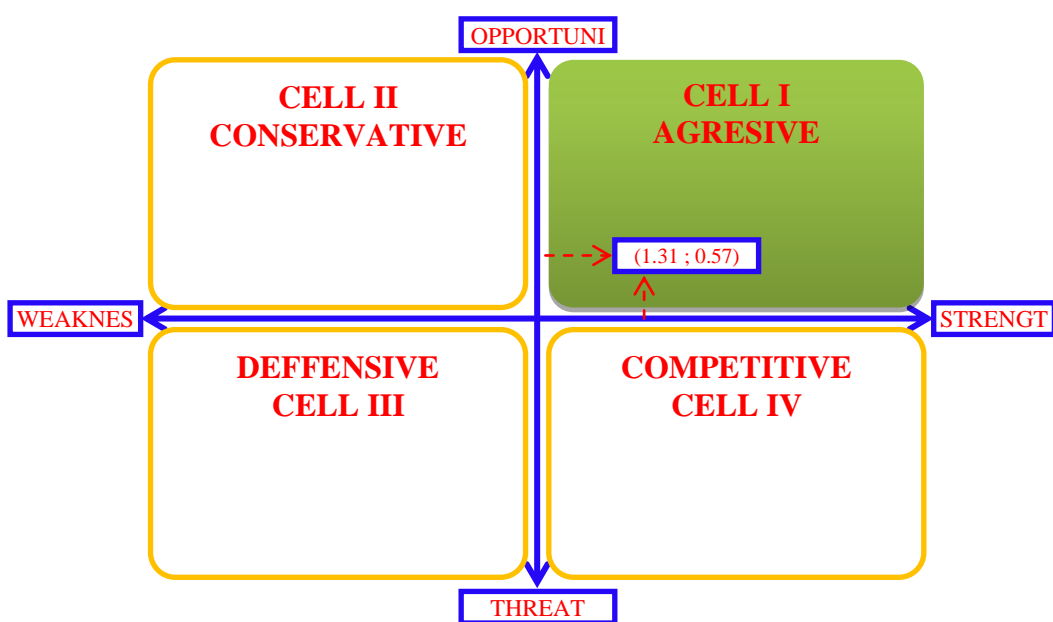 OPPORTUNI
CELL II
CONSERVATIVE
CELL I
AGRESIVE
(1.31 ; 0.57)
WEAKNES
STRENGT
DEFFENSIVE
CELL III
COMPETITIVE
CELL IV
THREAT